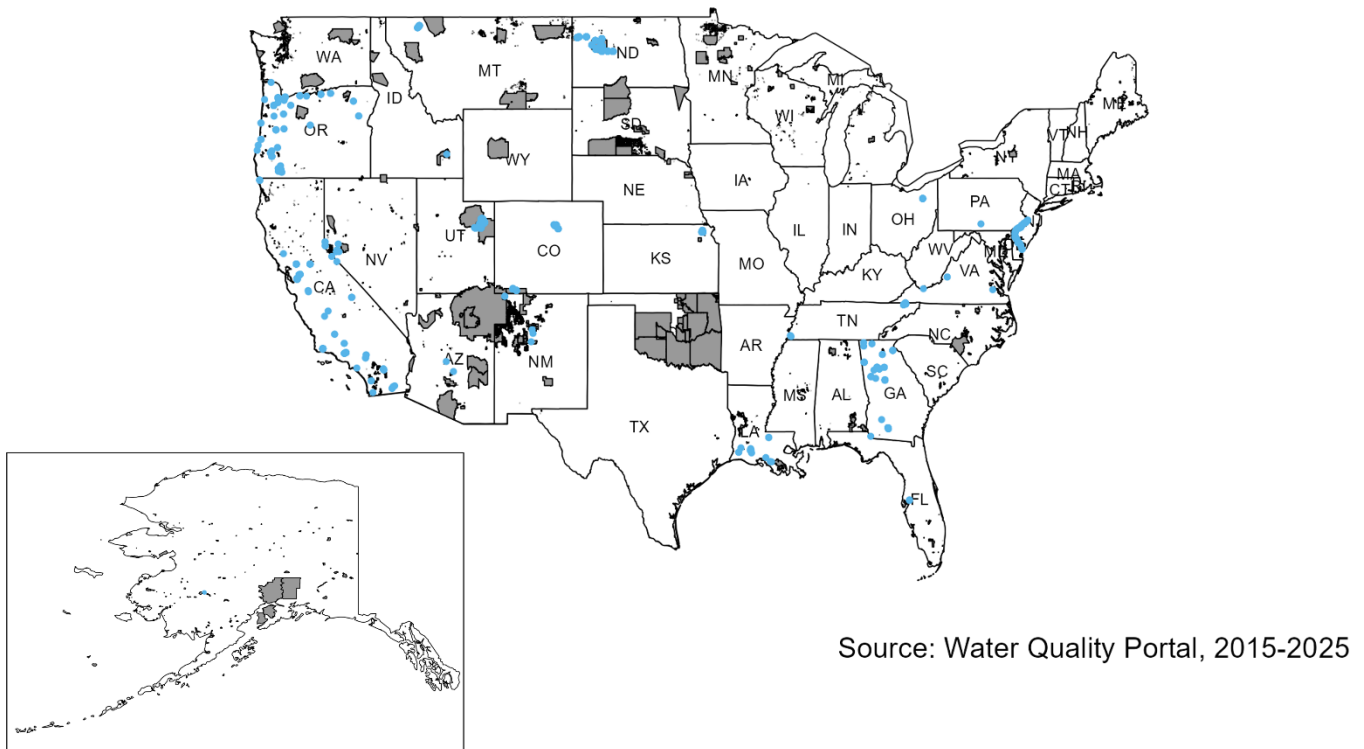 WA
MT
ND
MN
MI
ME
ID
OR
SD
WI
VT
NH
WY
MA
CT
NE
IA
PA
OH
UT
CO
IL
IN
NV
KS
MO
WV
VA
KY
CA
TN
NC
AZ
NM
AR
SC
MS
AL
GA
TX
LA
FL
Source: Water Quality Portal, 2015-2025